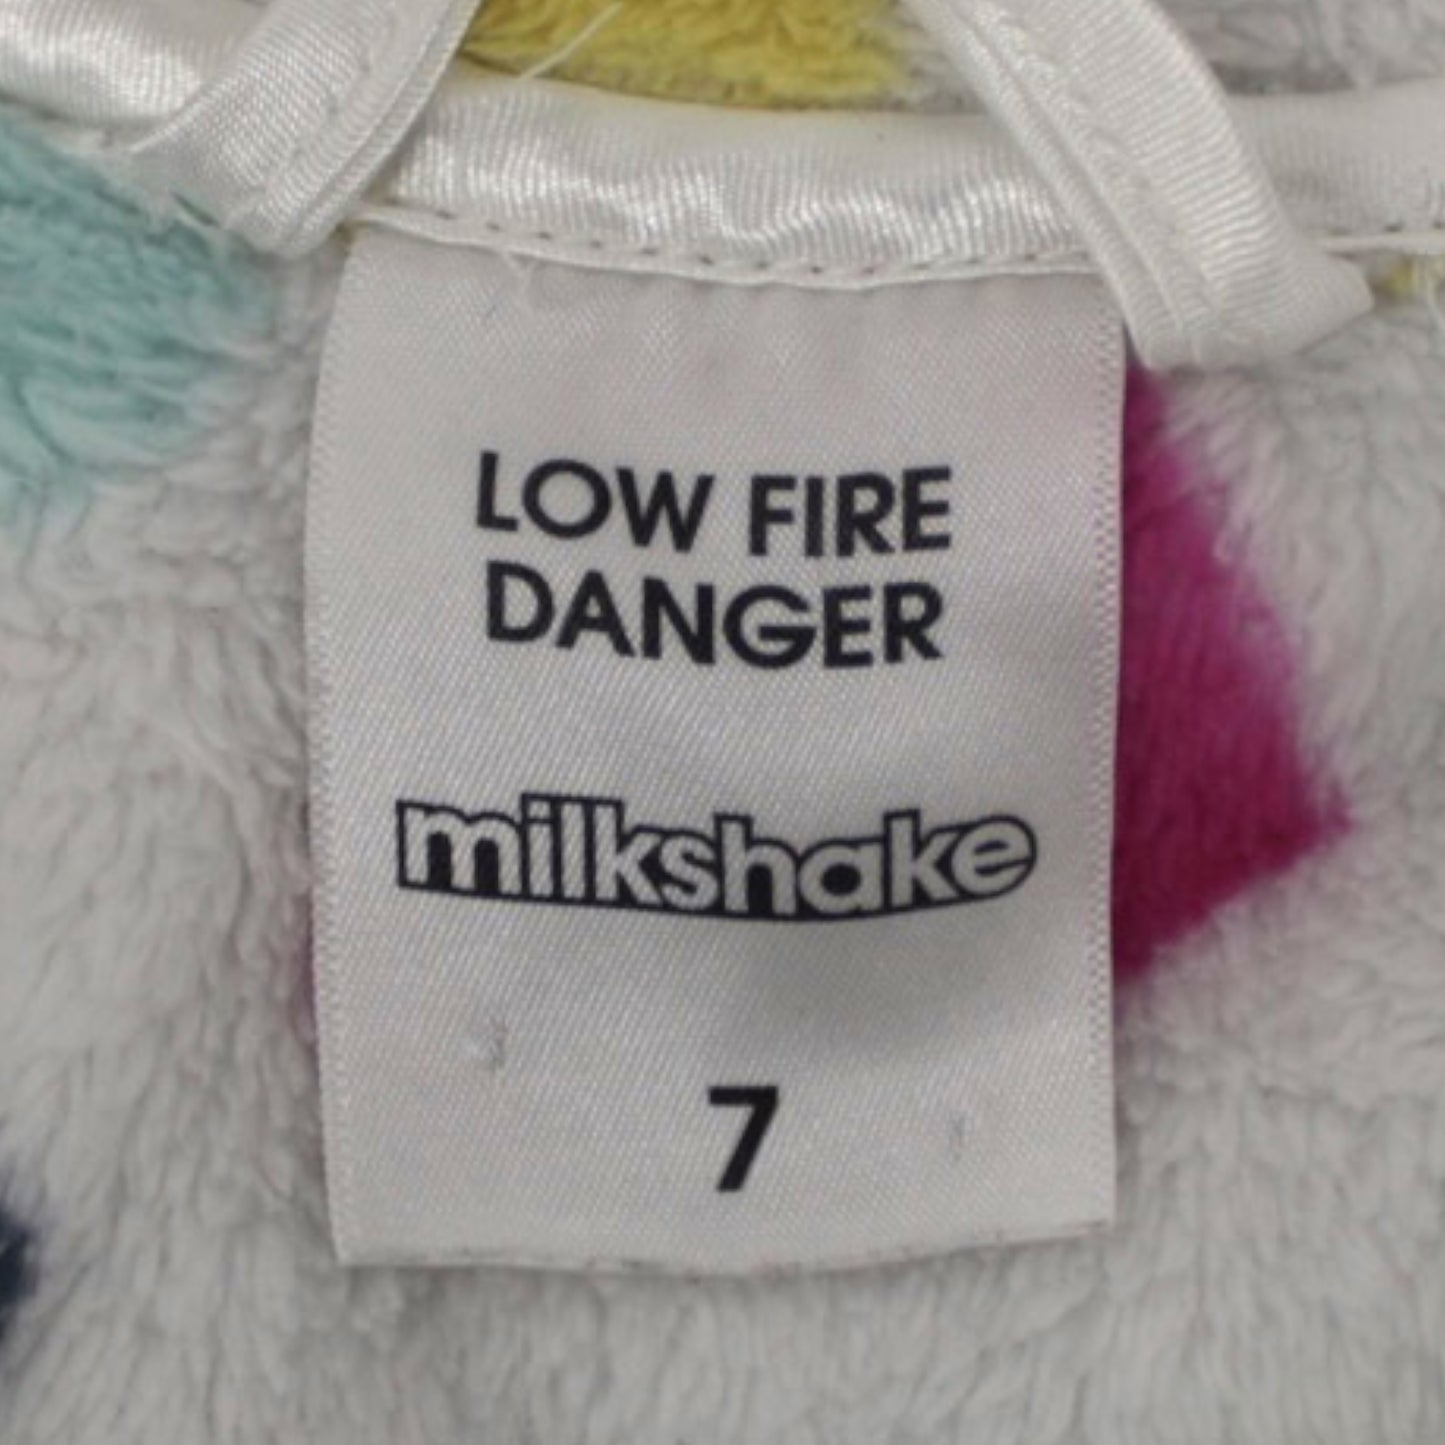 LOW FIRE
DANGER
milkshake
7